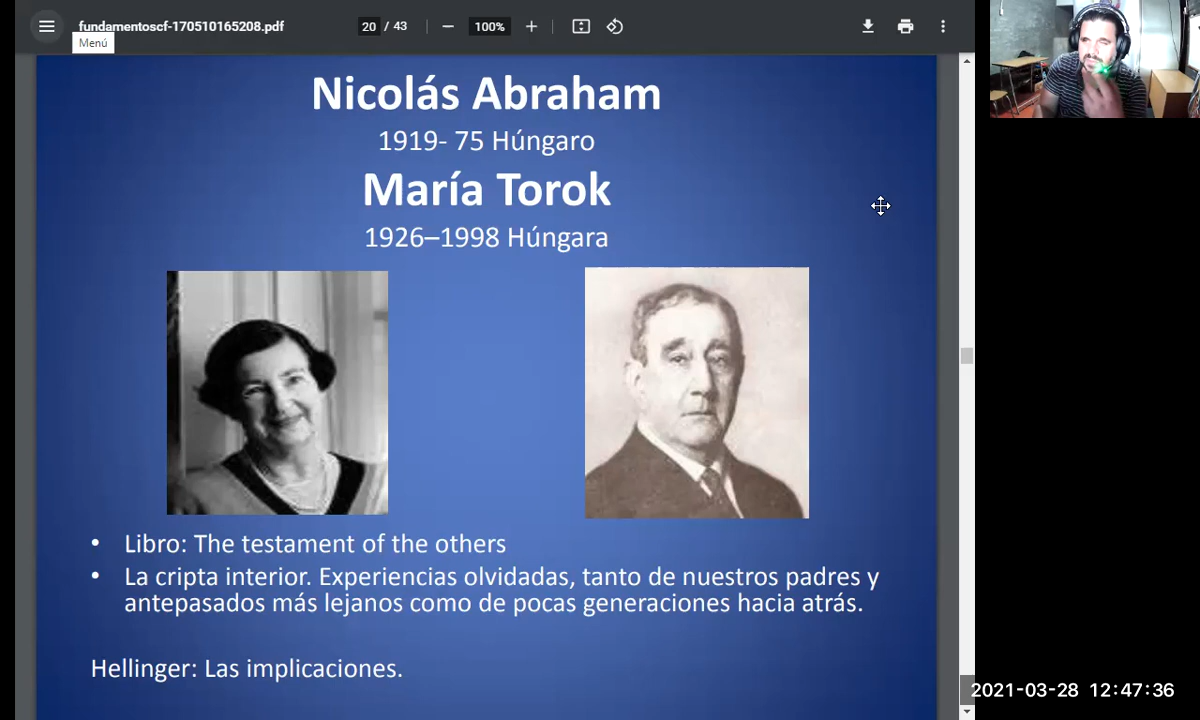 fundamentoscf-170510165208.pdf
20 / 43
100%
Menú
Nicolás Abraham
1919- 75 Húngaro
María Torok
1926–1998 Húngara
• Libro: The testament of the others
• La cripta interior. Experiencias olvidadas, tanto de nuestros padres y
antepasados más lejanos como de pocas generaciones hacia atrás.
Hellinger: Las implicaciones.
2021-03-28 12:47:36